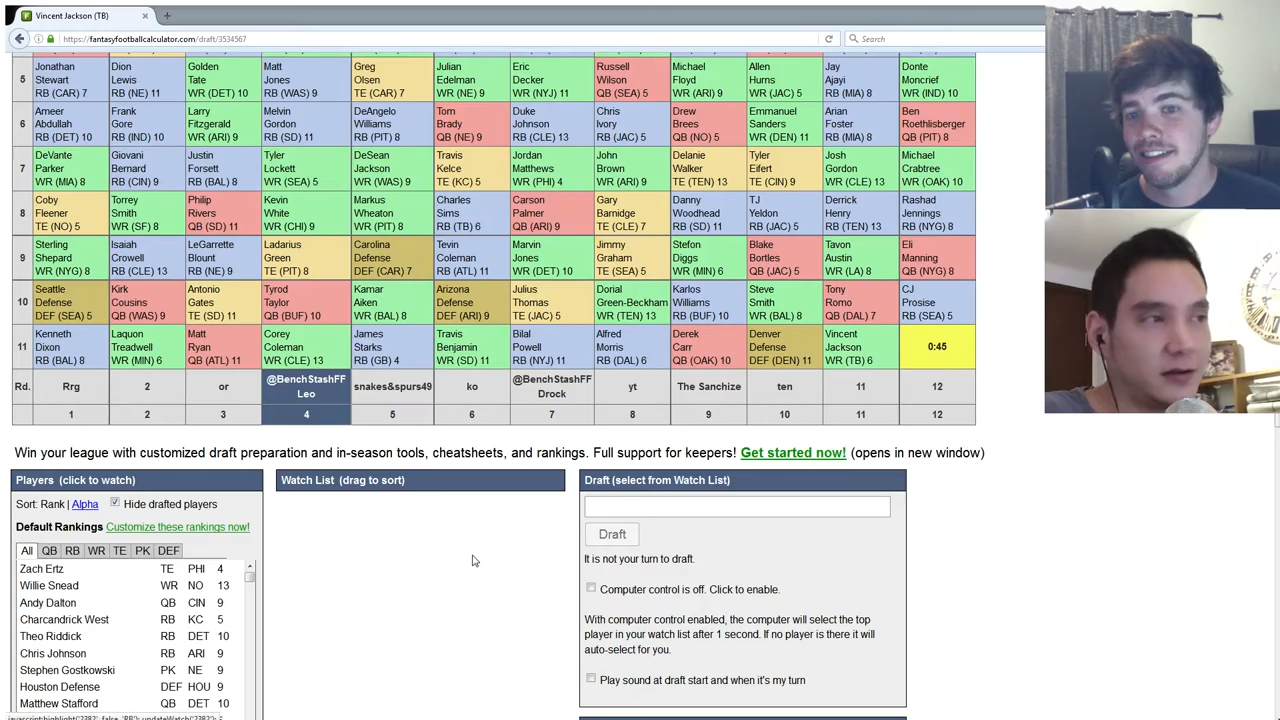 Vincent Jackson (TB)
https://fantasyfootballcalculator.com/draft/3534567
Search
5 Jonathan Stewart RB (CAR) 7 Dion Lewis RB (NE) 11 Golden Tate WR (DET) 10 Matt Jones RB (WAS) 9 Greg Olsen TE (CAR) 7 Julian Edelman WR (NE) 9 Eric Decker WR (NYJ) 11 Russell Wilson QB (SEA) 5 Michael Floyd WR (ARI) 9 Allen Hurns WR (JAC) 5 Jay Ajayi RB (MIA) 8 Donte Moncrief WR (IND) 10
6 Ameer Abdullah RB (DET) 10 Frank Gore RB (IND) 10 Larry Fitzgerald WR (ARI) 9 Melvin Gordon RB (SD) 11 DeAngelo Williams RB (PIT) 8 Tom Brady QB (NE) 9 Duke Johnson RB (CLE) 13 Chris Ivory RB (JAC) 5 Drew Brees QB (NO) 5 Emmanuel Sanders WR (DEN) 11 Arian Foster RB (MIA) 8 Ben Roethlisberger QB (PIT) 8
7 DeVante Parker WR (MIA) 8 Giovani Bernard RB (CIN) 9 Justin Forsett RB (BAL) 8 Tyler Lockett WR (SEA) 5 DeSean Jackson WR (WAS) 9 Travis Kelce TE (KC) 5 Jordan Matthews WR (PHI) 4 John Brown WR (ARI) 9 Delanie Walker TE (TEN) 13 Tyler Eifert TE (CIN) 9 Josh Gordon WR (CLE) 13 Michael Crabtree WR (OAK) 10
8 Coby Fleener TE (NO) 5 Torrey Smith WR (SF) 8 Philip Rivers QB (SD) 11 Kevin White WR (CHI) 9 Markus Wheaton WR (PIT) 8 Charles Sims RB (TB) 6 Carson Palmer QB (ARI) 9 Gary Barnidge TE (CLE) 7 Danny Woodhead RB (SD) 11 TJ Yeldon RB (JAC) 5 Derrick Henry RB (TEN) 13 Rashad Jennings RB (NYG) 8
9 Sterling Shepard WR (NYG) 8 Isaiah Crowell RB (CLE) 13 LeGarrette Blount RB (NE) 9 Ladarius Green TE (PIT) 8 Carolina Defense DEF (CAR) 7 Tevin Coleman RB (ATL) 11 Marvin Jones WR (DET) 10 Jimmy Graham TE (SEA) 5 Stefon Diggs WR (MIN) 6 Blake Bortles QB (JAC) 5 Tavon Austin WR (LA) 8 Eli Manning QB (NYG) 8
10 Seattle Defense DEF (SEA) 5 Kirk Cousins QB (WAS) 9 Antonio Gates TE (SD) 11 Tyrod Taylor QB (BUF) 10 Kamar Aiken WR (BAL) 8 Arizona Defense DEF (ARI) 9 Julius Thomas TE (JAC) 5 Dorial Green-Beckham WR (TEN) 13 Karlos Williams RB (BUF) 10 Steve Smith WR (BAL) 8 Tony Romo QB (DAL) 7 CJ Prosise RB (SEA) 5
11 Kenneth Dixon RB (BAL) 8 Laquon Treadwell WR (MIN) 6 Matt Ryan QB (ATL) 11 Corey Coleman WR (CLE) 13 James Starks RB (GB) 4 Travis Benjamin WR (SD) 11 Bilal Powell RB (NYJ) 11 Alfred Morris RB (DAL) 6 Derek Carr QB (OAK) 10 Denver Defense DEF (DEN) 11 Vincent Jackson WR (TB) 6 0:45
Rd. Rrg 2 or @BenchStashFF Leo snakes&spurs49 ko @BenchStashFF Drock yt The Sanchize ten 11 12
1 2 3 4 5 6 7 8 9 10 11 12
Win your league with customized draft preparation and in-season tools, cheatsheets, and rankings. Full support for keepers! Get started now! (opens in new window)
Players (click to watch)
Sort: Rank | Alpha Hide drafted players
Default Rankings Customize these rankings now!
All QB RB WR TE PK DEF
Zach Ertz TE PHI 4
Willie Snead WR NO 13
Andy Dalton QB CIN 9
Charcandrick West RB KC 5
Theo Riddick RB DET 10
Chris Johnson RB ARI 9
Stephen Gostkowski PK NE 9
Houston Defense DEF HOU 9
Matthew Stafford QB DET 10
Watch List (drag to sort)
Draft (select from Watch List)
Draft
It is not your turn to draft.
Computer control is off. Click to enable.
With computer control enabled, the computer will select the top
player in your watch list after 1 second. If no player is there it will
auto-select for you.
Play sound at draft start and when it's my turn